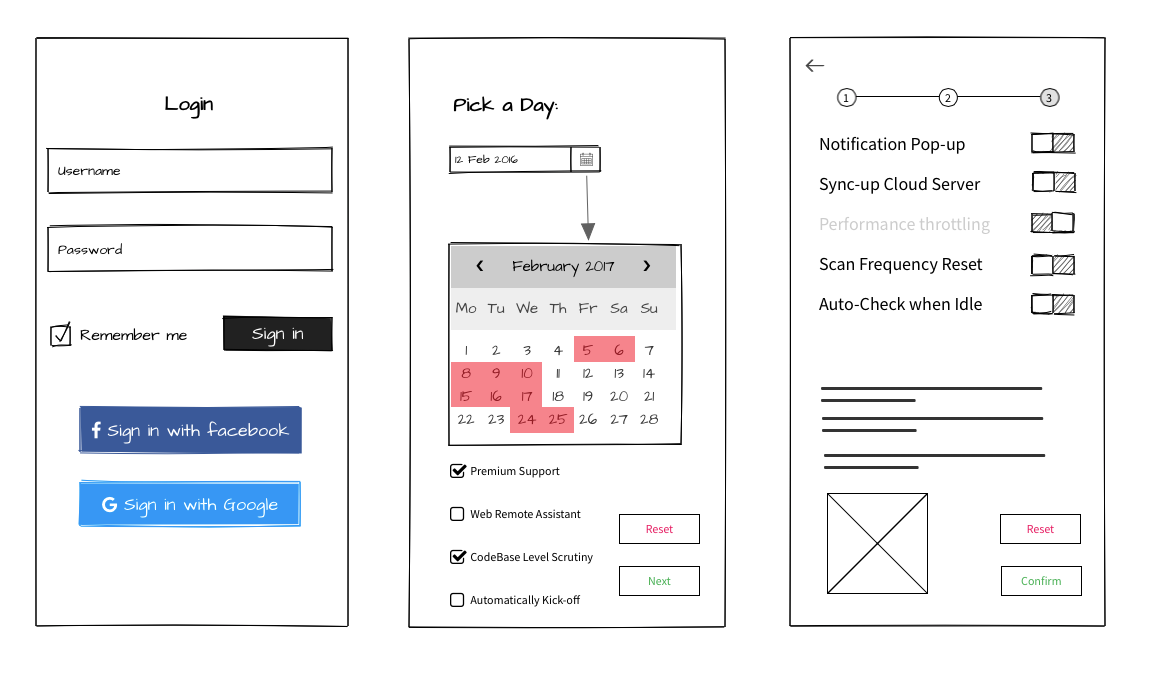 Login
Username
Password
Remember me
Sign in
f Sign in with facebook
G Sign in with Google
Pick a Day:
12 Feb 2016
February 2017
Mo Tu We Th Fr Sa Su
1 2 3 4 5 6 7
8 9 10 11 12 13 14
15 16 17 18 19 20 21
22 23 24 25 26 27 28
Premium Support
Web Remote Assistant
CodeBase Level Scrutiny
Automatically Kick-off
Reset
Next
1 2 3
Notification Pop-up
Sync-up Cloud Server
Performance throttling
Scan Frequency Reset
Auto-Check when Idle
Reset
Confirm